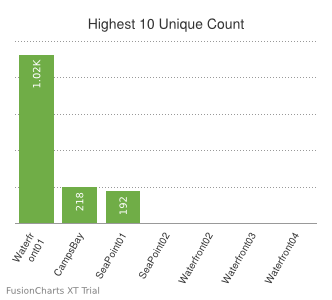 Highest 10 Unique Count
1.02K
218
192
Waterfr
ont01
CampsBay
SeaPoint01
SeaPoint02
Waterfront02
Waterfront03
Waterfront04
FusionCharts XT Trial